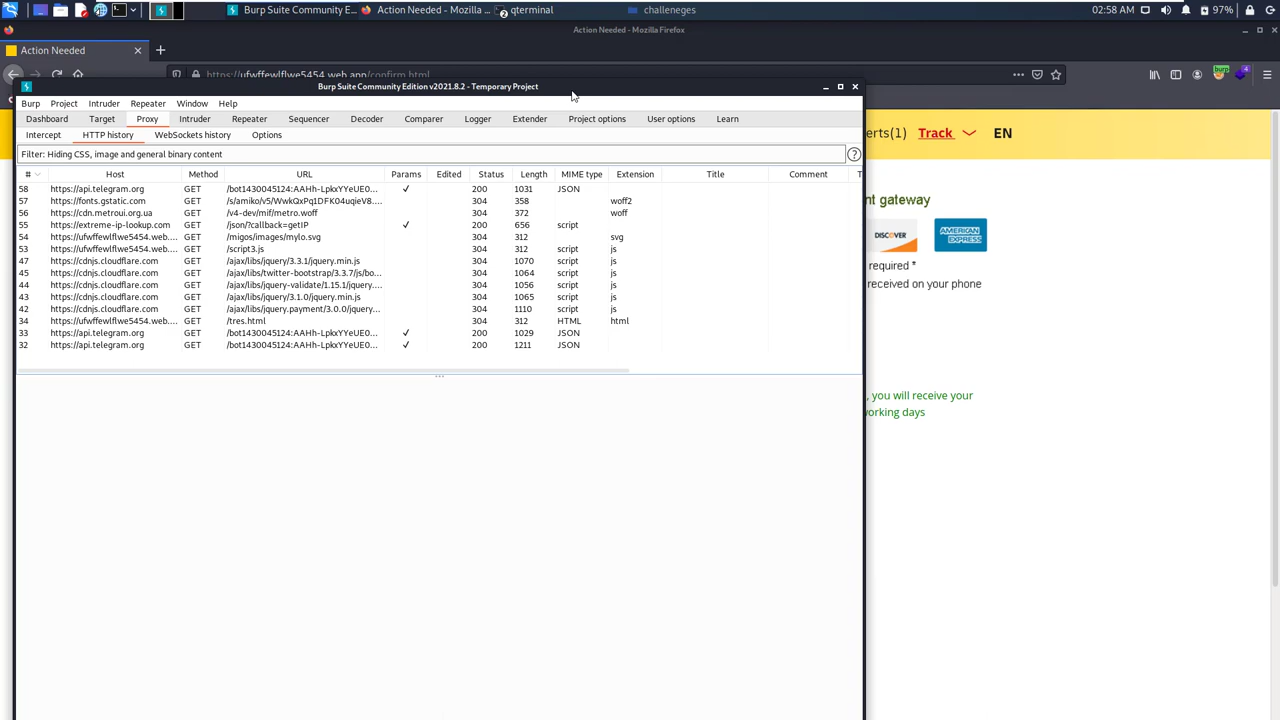 Burp Suite Community E...
Action Needed - Mozilla ...
qterminal
challeneges
02:58 AM
97%
Action Needed - Mozilla Firefox
Action Needed
https://ufwffewlflwe5454.web.app/confirm.html
Burp Suite Community Edition v2021.8.2 - Temporary Project
Burp Project Intruder Repeater Window Help
Dashboard Target Proxy Intruder Repeater Sequencer Decoder Comparer Logger Extender Project options User options Learn
Intercept HTTP history WebSockets history Options
Filter: Hiding CSS, image and general binary content
# Host Method URL Params Edited Status Length MIME type Extension Title Comment T
58 https://api.telegram.org GET /bot1430045124:AAHh-LpkxYYeUE0... ✓ 200 1031 JSON
57 https://fonts.gstatic.com GET /s/amiko/v5/WwkQxPq1DFK04uqieV8... 304 358 woff2
56 https://cdn.metroui.org.ua GET /v4-dev/mif/metro.woff 304 372 woff
55 https://extreme-ip-lookup.com GET /json/?callback=getIP ✓ 200 656 script
54 https://ufwffewlflwe5454.web.... GET /migos/images/mylo.svg 304 312 svg
53 https://ufwffewlflwe5454.web.... GET /script3.js 304 312 script js
47 https://cdnjs.cloudflare.com GET /ajax/libs/jquery/3.3.1/jquery.min.js 304 1070 script js
45 https://cdnjs.cloudflare.com GET /ajax/libs/twitter-bootstrap/3.3.7/js/bo... 304 1064 script js
44 https://cdnjs.cloudflare.com GET /ajax/libs/jquery-validate/1.15.1/jquery.... 304 1056 script js
43 https://cdnjs.cloudflare.com GET /ajax/libs/jquery/3.1.0/jquery.min.js 304 1065 script js
42 https://cdnjs.cloudflare.com GET /ajax/libs/jquery.payment/3.0.0/jquery... 304 1110 script js
34 https://ufwffewlflwe5454.web.... GET /tres.html 304 312 HTML html
33 https://api.telegram.org GET /bot1430045124:AAHh-LpkxYYeUE0... ✓ 200 1029 JSON
32 https://api.telegram.org GET /bot1430045124:AAHh-LpkxYYeUE0... ✓ 200 1211 JSON
erts(1) Track EN
nt gateway
DISCOVER AMERICAN EXPRESS
required *
received on your phone
, you will receive your
working days